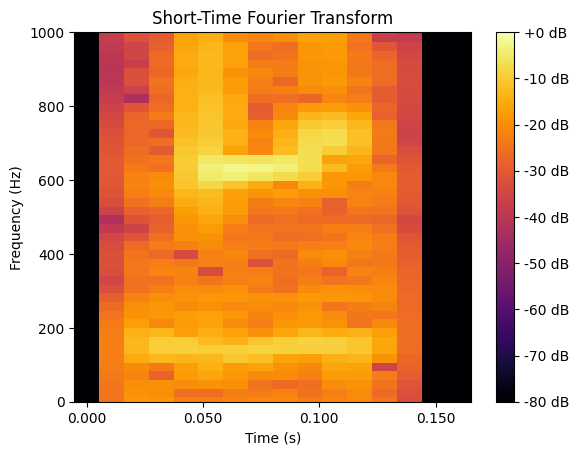 Short-Time Fourier Transform
Frequency (Hz)
1000
800
600
400
200
0
0.000 0.050 0.100 0.150
Time (s)
+0 dB
-10 dB
-20 dB
-30 dB
-40 dB
-50 dB
-60 dB
-70 dB
-80 dB